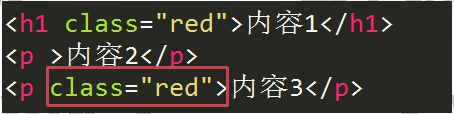 <h1 class="red">内容1</h1>
<p >内容2</p>
<p class="red">内容3</p>